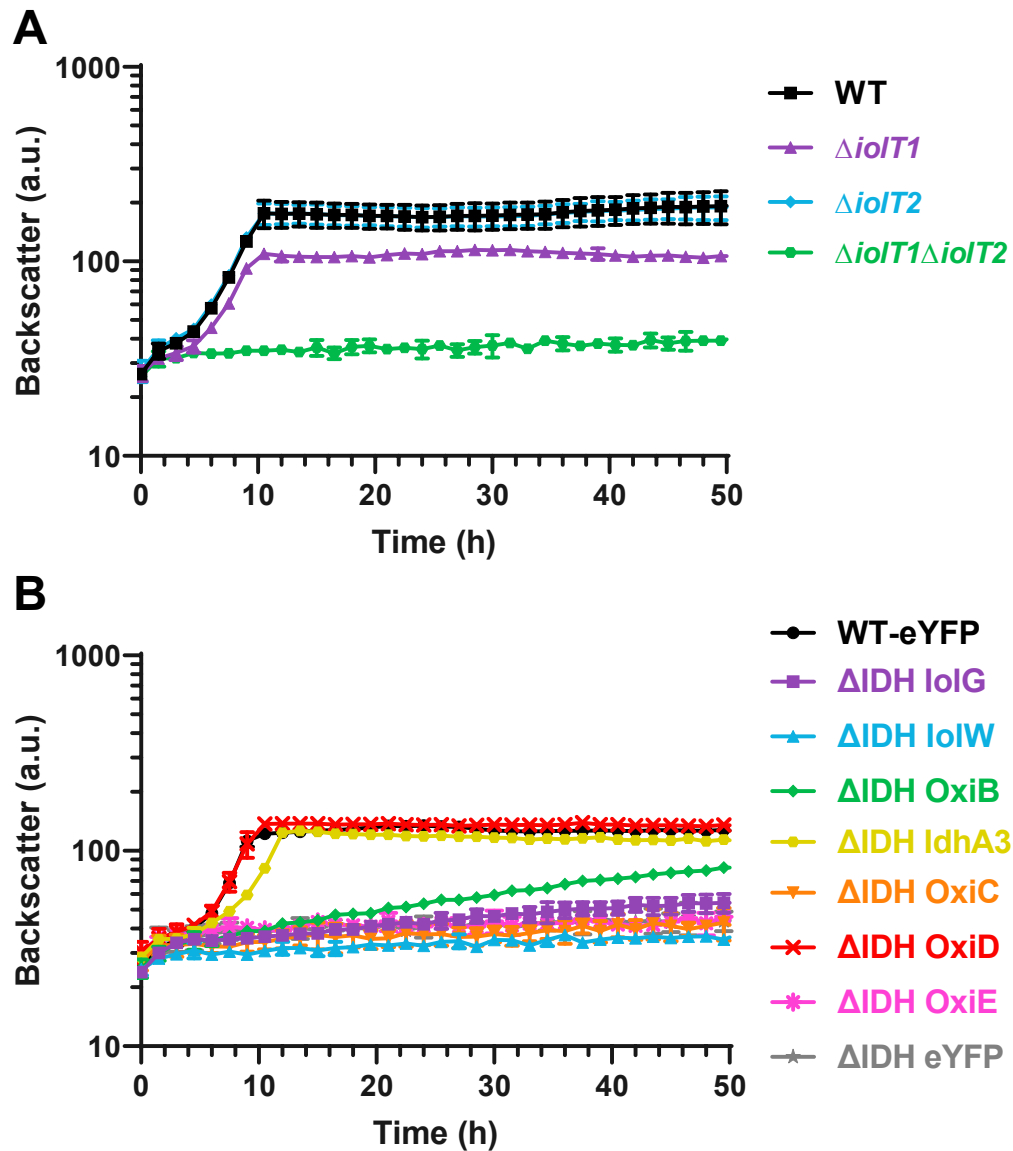 A
1000
100
10
Backscatter (a.u.)
0 10 20 30 40 50
Time (h)
WT
ΔiolT1
ΔiolT2
ΔiolT1ΔiolT2
B
1000
100
10
Backscatter (a.u.)
0 10 20 30 40 50
Time (h)
WT-eYFP
ΔIDH IolG
ΔIDH IolW
ΔIDH OxiB
ΔIDH IdhA3
ΔIDH OxiC
ΔIDH OxiD
ΔIDH OxiE
ΔIDH eYFP